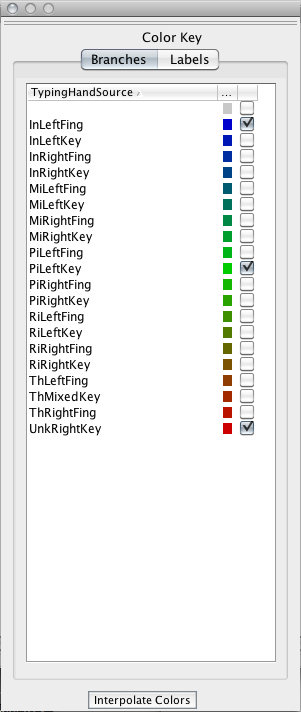 Color Key
Branches Labels
TypingHandSource ...
InLeftFing
InLeftKey
InRightFing
InRightKey
MiLeftFing
MiLeftKey
MiRightFing
MiRightKey
PiLeftFing
PiLeftKey
PiRightFing
PiRightKey
RiLeftFing
RiLeftKey
RiRightFing
RiRightKey
ThLeftFing
ThMixedKey
ThRightFing
UnkRightKey
Interpolate Colors